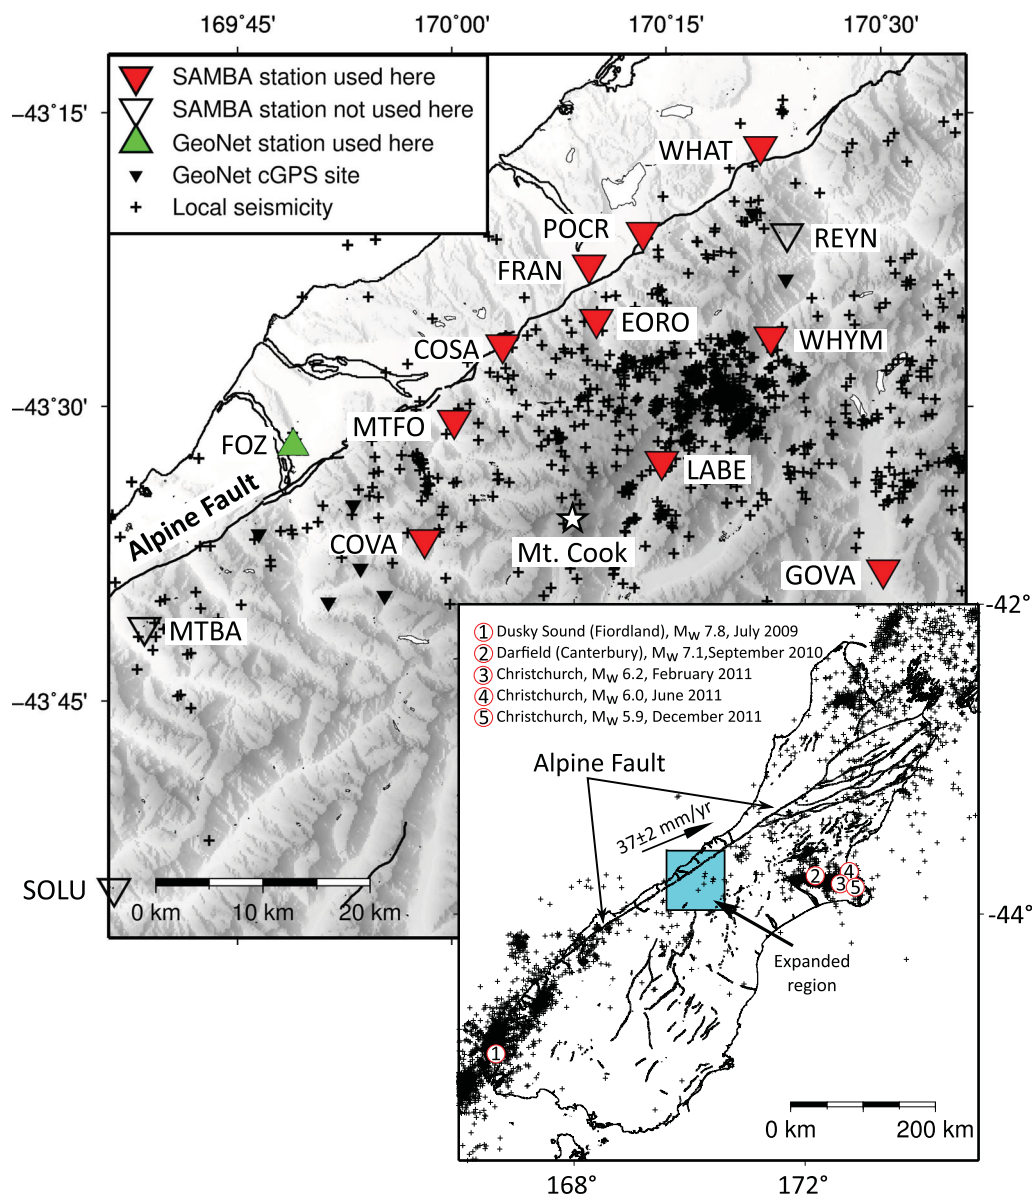 169°45'
170°00'
170°15'
170°30'
SAMBA station used here
SAMBA station not used here
GeoNet station used here
GeoNet cGPS site
Local seismicity
−43°15'
WHAT
POCR
REYN
FRAN
EORO
WHYM
COSA
−43°30'
MTFO
FOZ
LABE
Alpine Fault
COVA
Mt. Cook
GOVA
MTBA
−43°45'
SOLU
0 km
10 km
20 km
−42°
1 Dusky Sound (Fiordland), Mw 7.8, July 2009
2 Darfield (Canterbury), Mw 7.1,September 2010
3 Christchurch, Mw 6.2, February 2011
4 Christchurch, Mw 6.0, June 2011
5 Christchurch, Mw 5.9, December 2011
Alpine Fault
37±2 mm/yr
2
3
4
5
−44°
Expanded
region
1
0 km
200 km
168°
172°